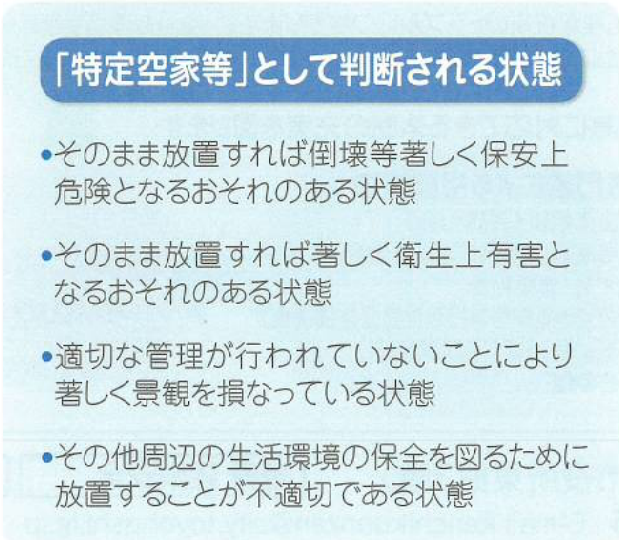 「特定空家等」として判断される状態
•そのまま放置すれば倒壊等著しく保安上
危険となるおそれのある状態
•そのまま放置すれば著しく衛生上有害と
なるおそれのある状態
•適切な管理が行われていないことにより
著しく景観を損なっている状態
•その他周辺の生活環境の保全を図るために
放置することが不適切である状態